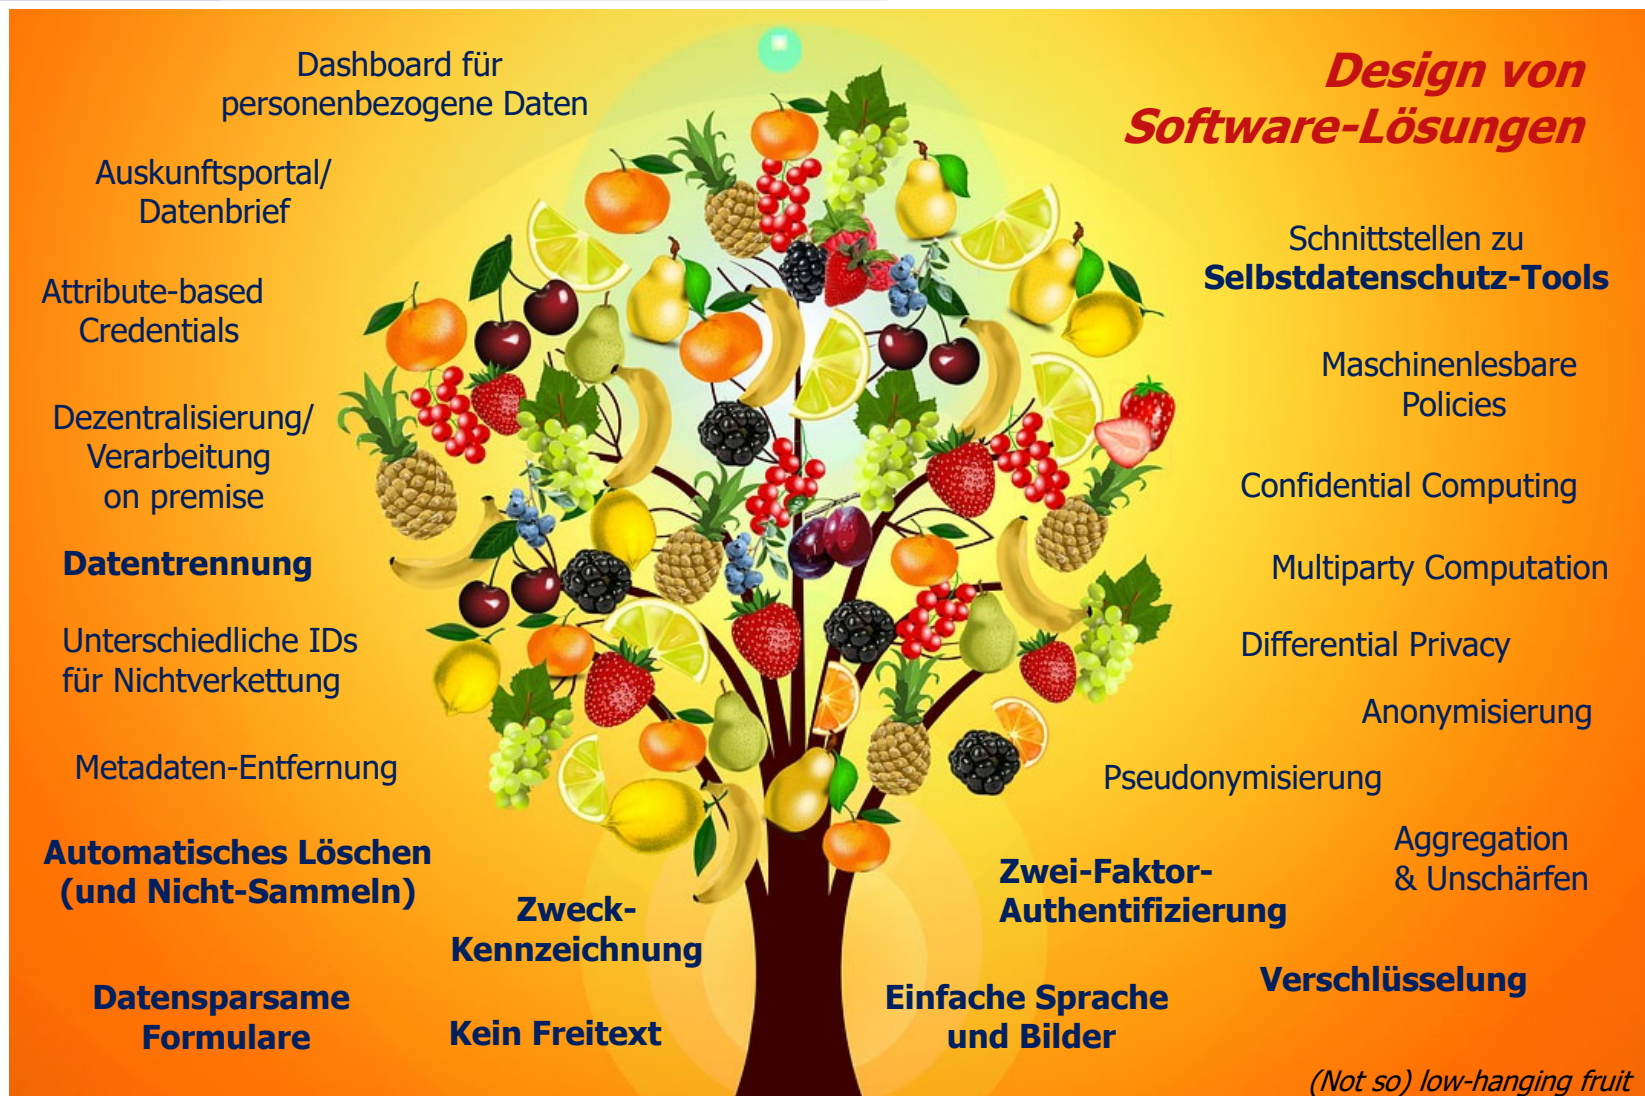 Design von
Software-Lösungen
Dashboard für
personenbezogene Daten
Auskunftsportal/
Datenbrief
Attribute-based
Credentials
Dezentralisierung/
Verarbeitung
on premise
Datentrennung
Unterschiedliche IDs
für Nichtverkettung
Metadaten-Entfernung
Automatisches Löschen
(und Nicht-Sammeln)
Zweck-
Kennzeichnung
Datensparsame
Formulare
Kein Freitext
Schnittstellen zu
Selbstdatenschutz-Tools
Maschinenlesbare
Policies
Confidential Computing
Multiparty Computation
Differential Privacy
Anonymisierung
Pseudonymisierung
Aggregation
& Unschärfen
Zwei-Faktor-
Authentifizierung
Verschlüsselung
Einfache Sprache
und Bilder
(Not so) low-hanging fruit